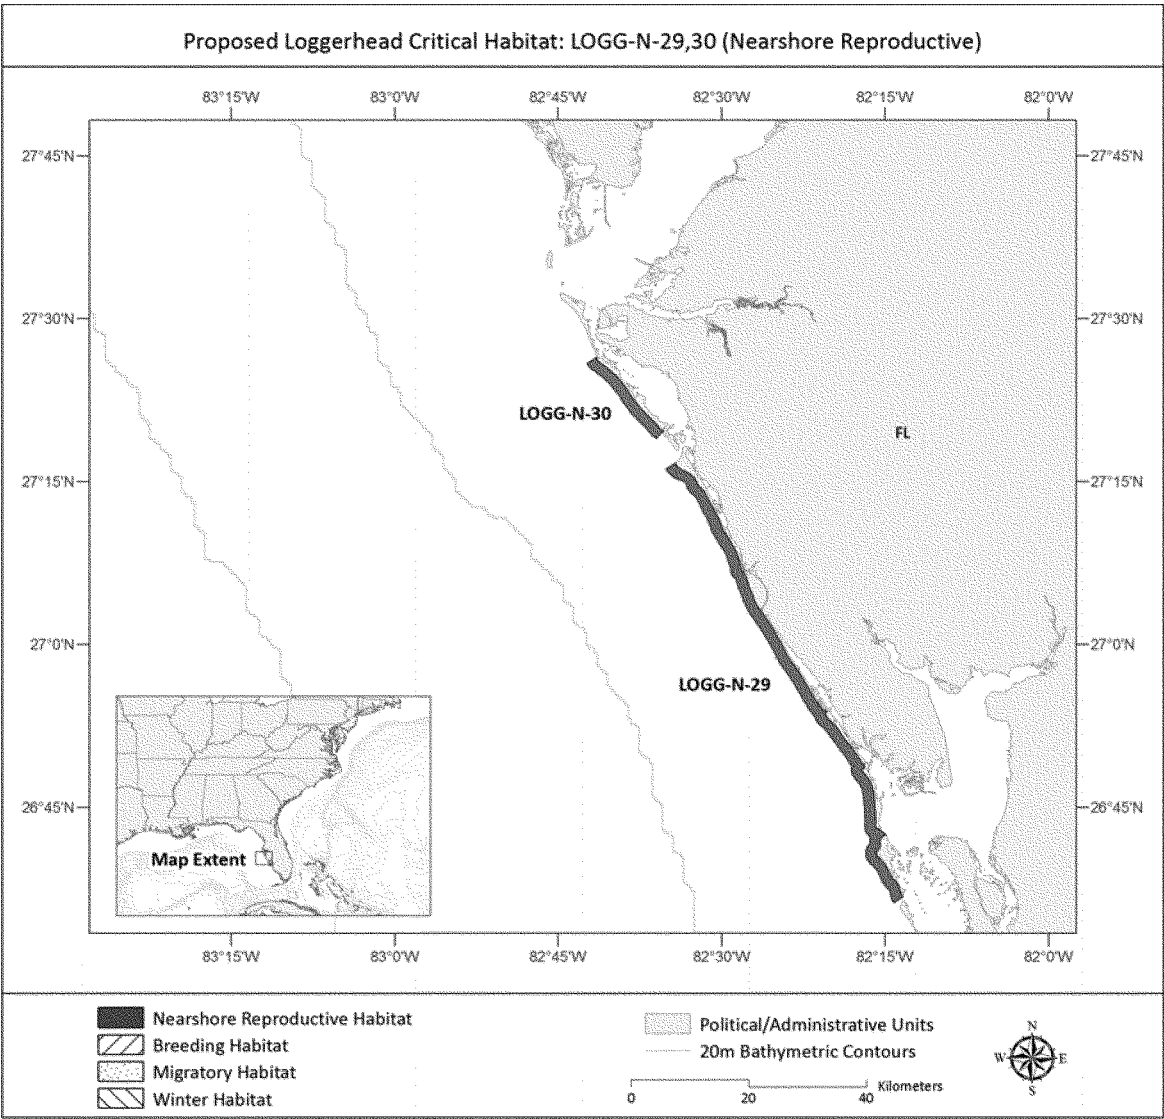 Proposed Loggerhead Critical Habitat: LOGG-N-29,30 (Nearshore Reproductive)
83°15'W 83°0'W 82°45'W 82°30'W 82°15'W 82°0'W
27°45'N 27°45'N
27°30'N 27°30'N
LOGG-N-30
FL
27°15'N 27°15'N
27°0'N 27°0'N
LOGG-N-29
26°45'N 26°45'N
Map Extent
83°15'W 83°0'W 82°45'W 82°30'W 82°15'W 82°0'W
Nearshore Reproductive Habitat
Breeding Habitat
Migratory Habitat
Winter Habitat
Political/Administrative Units
20m Bathymetric Contours
Kilometers
0 20 40
N
W E
S